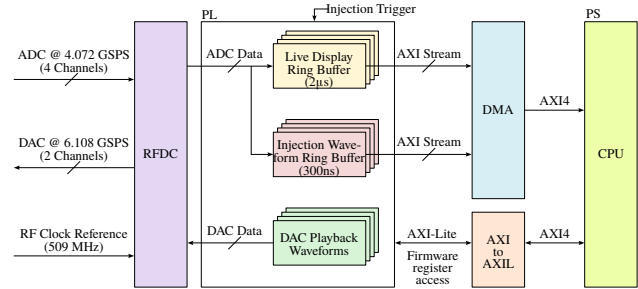 PL
Injection Trigger
PS
ADC @ 4.072 GSPS
(4 Channels)
ADC Data
Live Display
Ring Buffer
(2μs)
AXI Stream
DMA
AXI4
DAC @ 6.108 GSPS
(2 Channels)
RFDC
Injection Wave-
form Ring Buffer
(300ns)
AXI Stream
CPU
RF Clock Reference
(509 MHz)
DAC Data
DAC Playback
Waveforms
AXI-Lite
Firmware
register
access
AXI
to
AXIL
AXI4